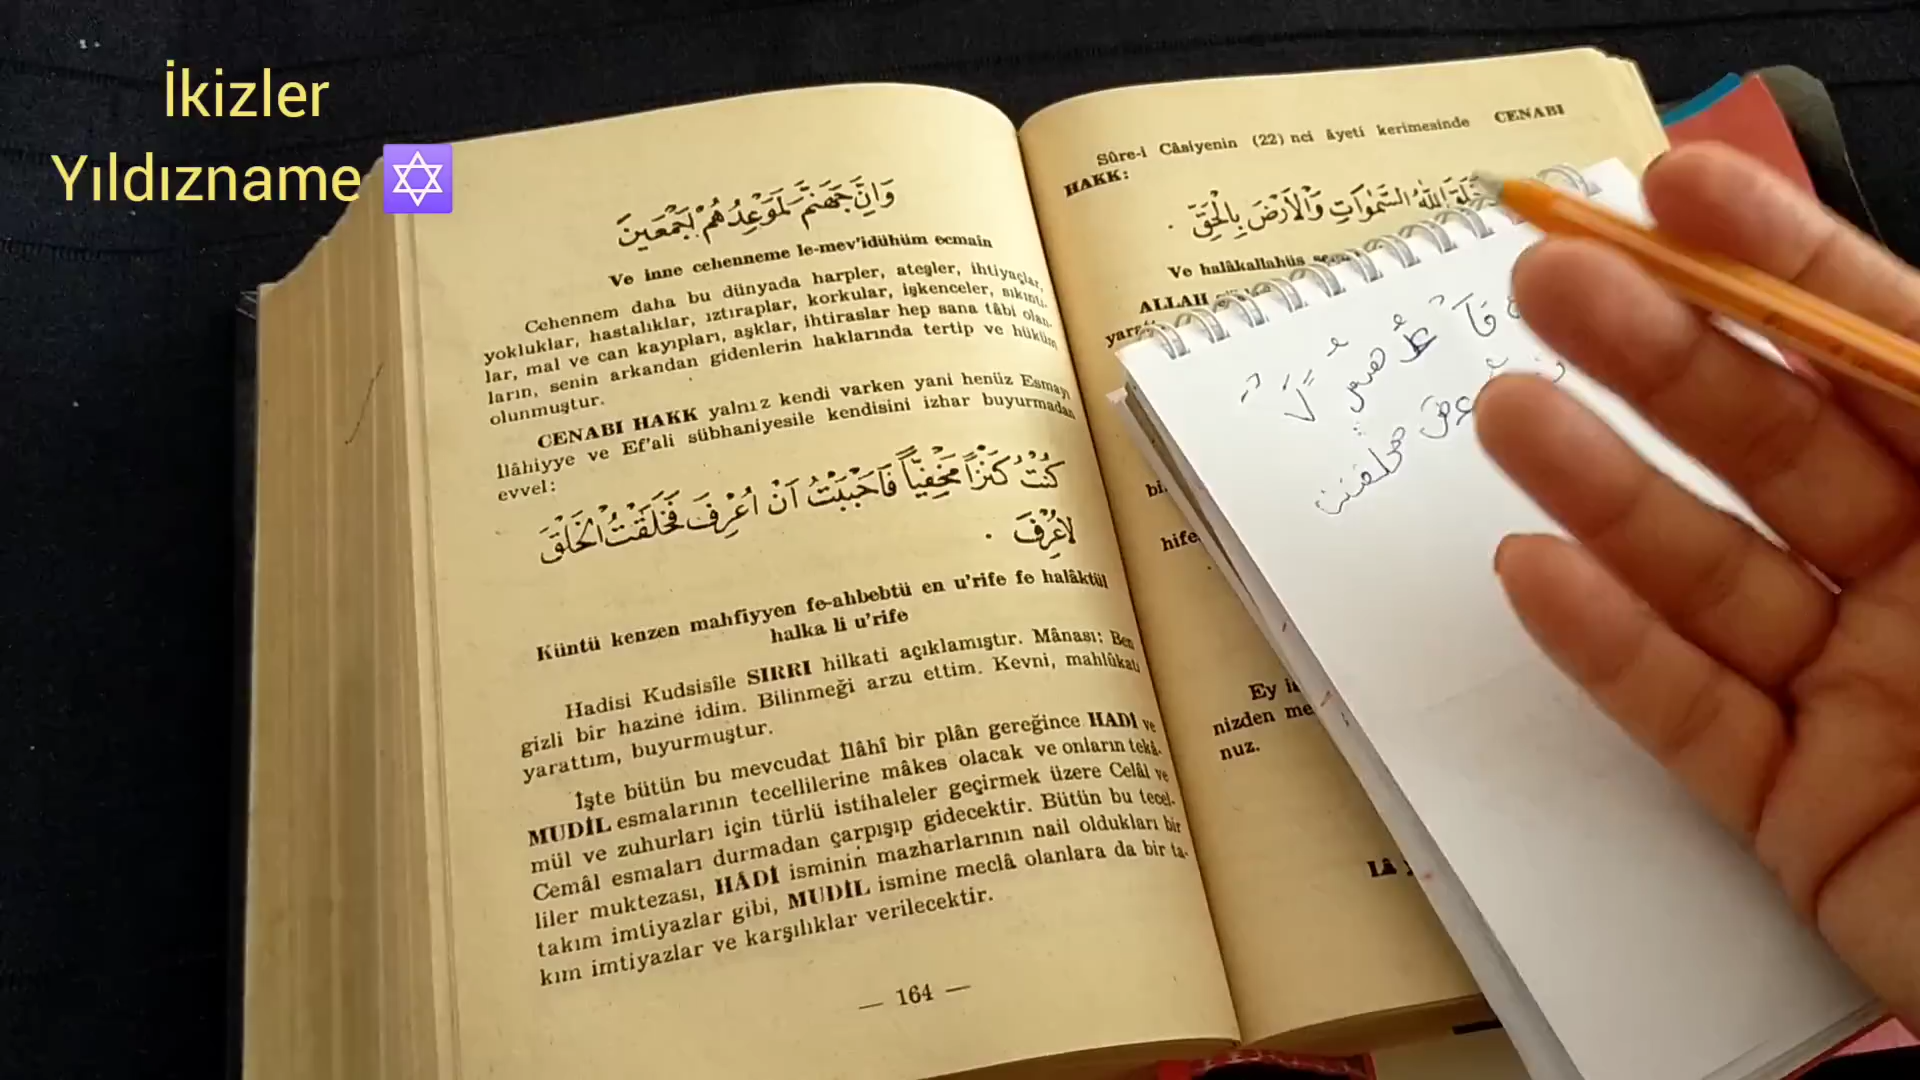 İkizler
Yıldızname 🔯
وَاِنَّ جَهَنَّمَ لَمَوْعِدُهُمْ اَجْمَعِينَ
Ve inne cehenneme le-mev'idühüm ecmain
Cehennem daha bu dünyada harpler, ateşler, ihtiyaçlar,
yokluklar, hastalıklar, ıztıraplar, korkular, işkenceler, sıkıntı-
lar, mal ve can kayıpları, aşklar, ihtiraslar hep sana tâbi olan-
ların, senin arkandan gidenlerin haklarında tertip ve hüküm
olunmuştur.
CENABI HAKK yalnız kendi varken yani henüz Esmayı
İlâhiyye ve Ef'ali sübhaniyesile kendisini izhar buyurmadan
evvel:
كُنْتُ كَنْزًا مَخْفِيًّا فَاَحْبَبْتُ اَنْ اُعْرِفَ فَخَلَقْتُ الْخَلْقَ
لِاُعْرِفَ .
Küntü kenzen mahfiyyen fe-ahbebtü en u'rife fe halâktül
halka li u'rife
Hadisi Kudsisîle SIRRI hilkati açıklamıştır. Mânası: Ben
gizli bir hazine idim. Bilinmeği arzu ettim. Kevni, mahlûkatı
yarattım, buyurmuştur.
İşte bütün bu mevcudat İlâhî bir plân gereğince HADİ ve
MUDİL esmalarının tecellilerine mâkes olacak ve onların tekâ-
mül ve zuhurları için türlü istihaleler geçirmek üzere Celâl ve
Cemâl esmaları durmadan çarpışıp gidecektir. Bütün bu tecel-
liler muktezası, HÂDİ isminin mazharlarının nail oldukları bir
takım imtiyazlar gibi, MUDİL ismine meclâ olanlara da bir ta-
kım imtiyazlar ve karşılıklar verilecektir.
— 164 —
Sûre-i Câsiyenin (22) nci âyeti kerimesinde CENABI
HAKK:
اللهُ السَّمٰوَاتِ وَالْاَرْضَ بِالْحَقِّ .
Ve halâkallahüs
ALLAH
bi
hife
Ey i
nizden me
nuz.
Lâ